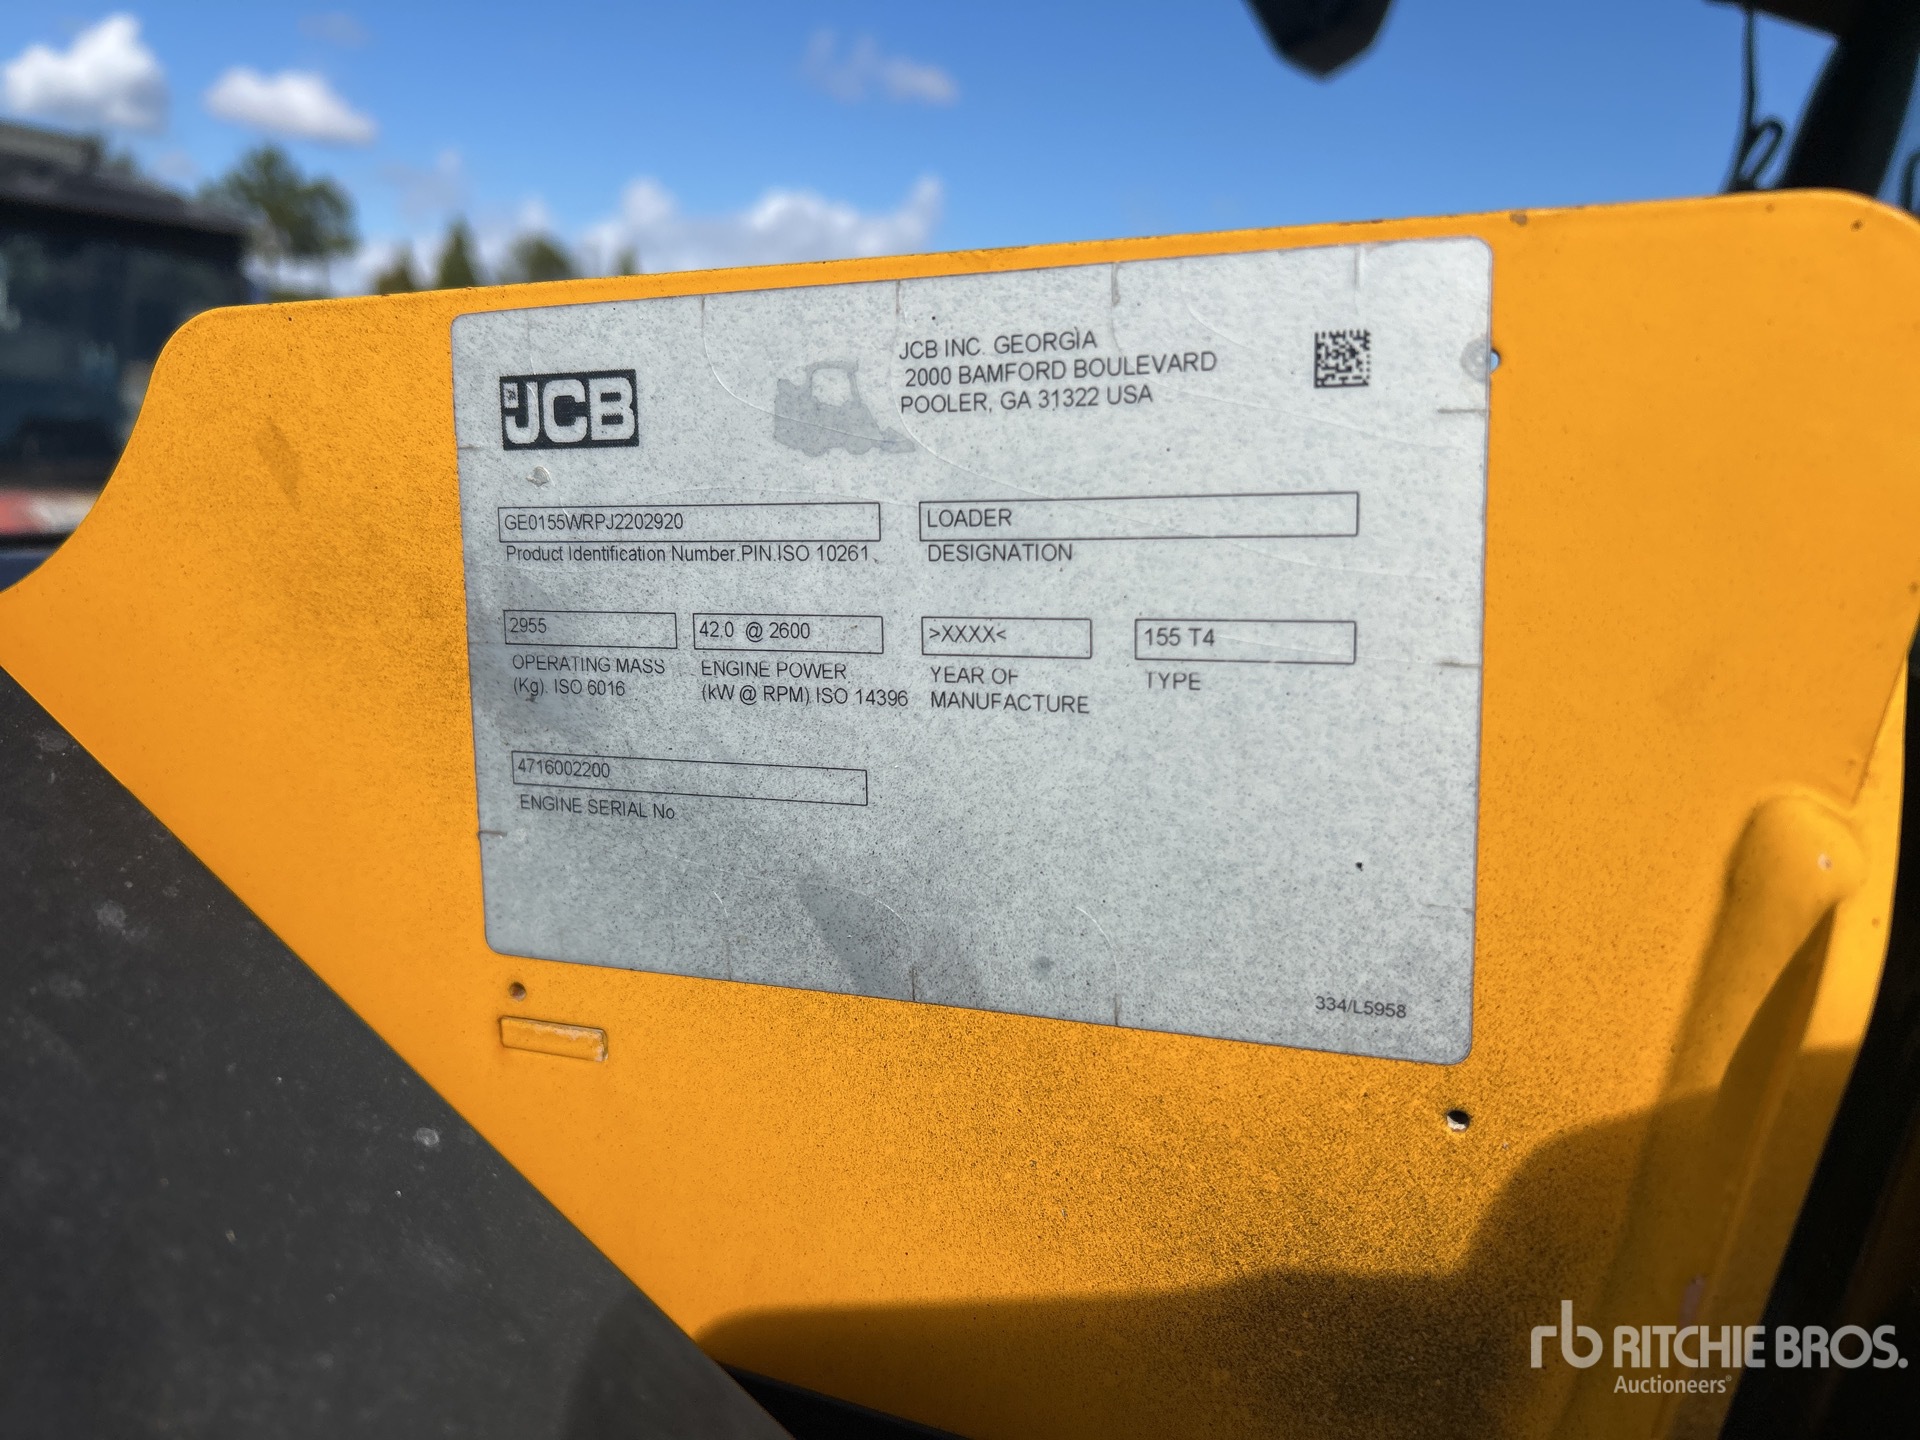 JCB
JCB INC. GEORGIA
2000 BAMFORD BOULEVARD
POOLER, GA 31322 USA
GE0155WRPJ2202920
Product Identification Number.PIN.ISO 10261.
LOADER
DESIGNATION
2955
OPERATING MASS
(Kg). ISO 6016
42.0 @ 2600
ENGINE POWER
(kW @ RPM) ISO 14396
>XXXX<
YEAR OF
MANUFACTURE
155 T4
TYPE
4716002200
ENGINE SERIAL No
334/L5958
rb RITCHIE BROS.
Auctioneers®